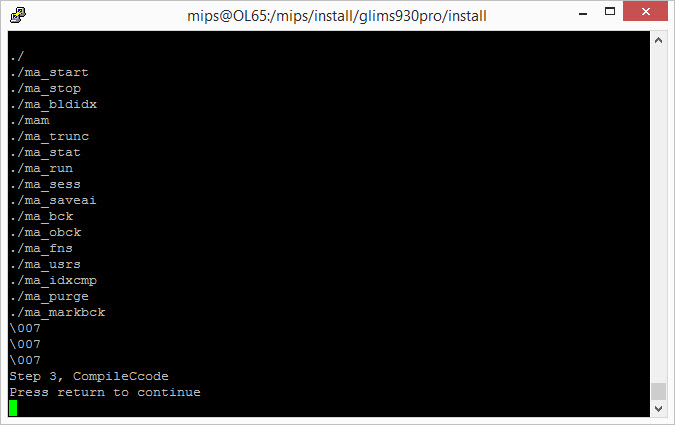 mips@OL65:/mips/install/glims930pro/install
./
./ma_start
./ma_stop
./ma_bldidx
./mam
./ma_trunc
./ma_stat
./ma_run
./ma_sess
./ma_saveai
./ma_bck
./ma_obck
./ma_fns
./ma_usrs
./ma_idxcmp
./ma_purge
./ma_markbck
\007
\007
\007
Step 3, CompileCcode
Press return to continue